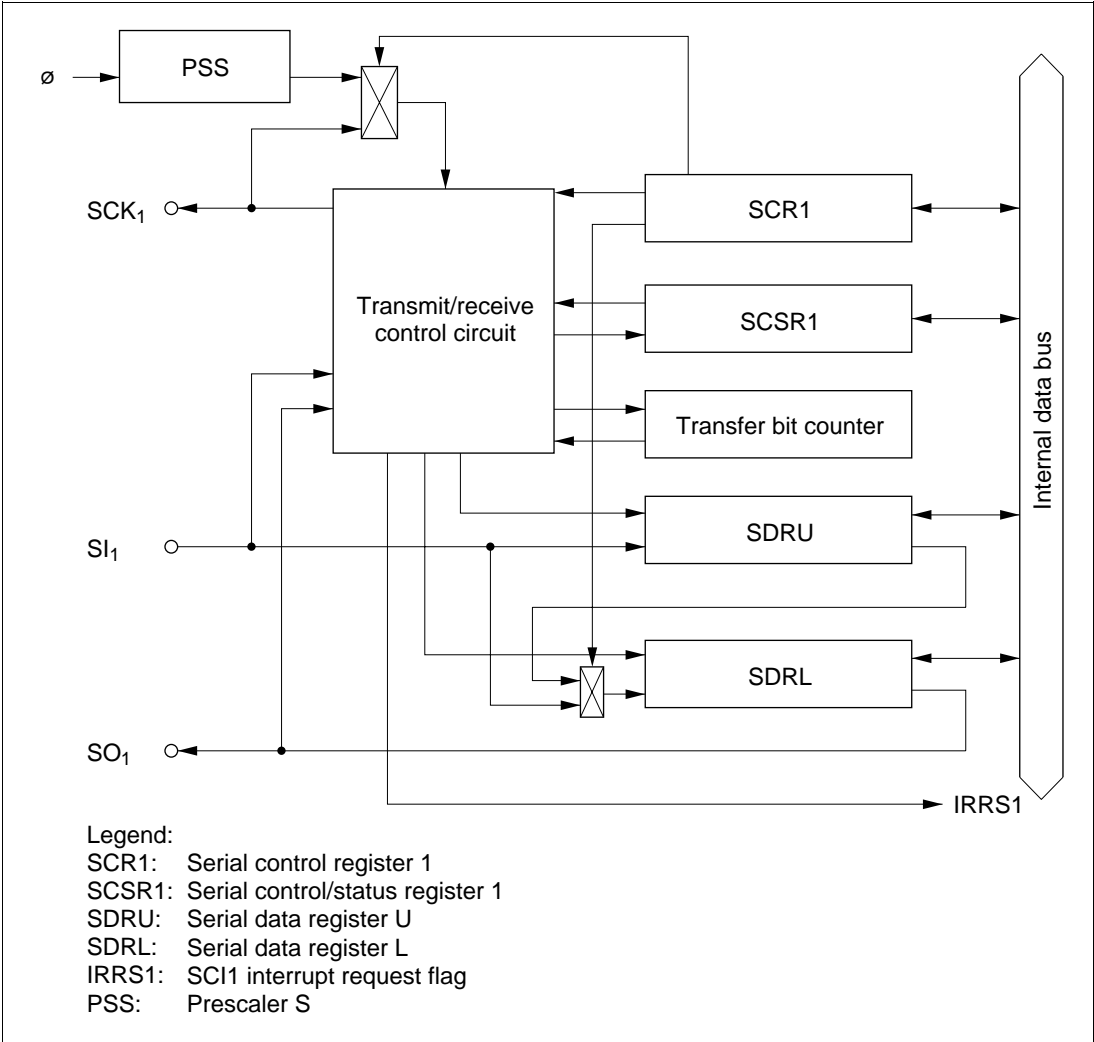 ø
PSS
SCK₁
SCR1
Transmit/receive
control circuit
SCSR1
Transfer bit counter
Internal data bus
SI₁
SDRU
SDRL
SO₁
IRRS1
Legend:
SCR1: Serial control register 1
SCSR1: Serial control/status register 1
SDRU: Serial data register U
SDRL: Serial data register L
IRRS1: SCI1 interrupt request flag
PSS: Prescaler S